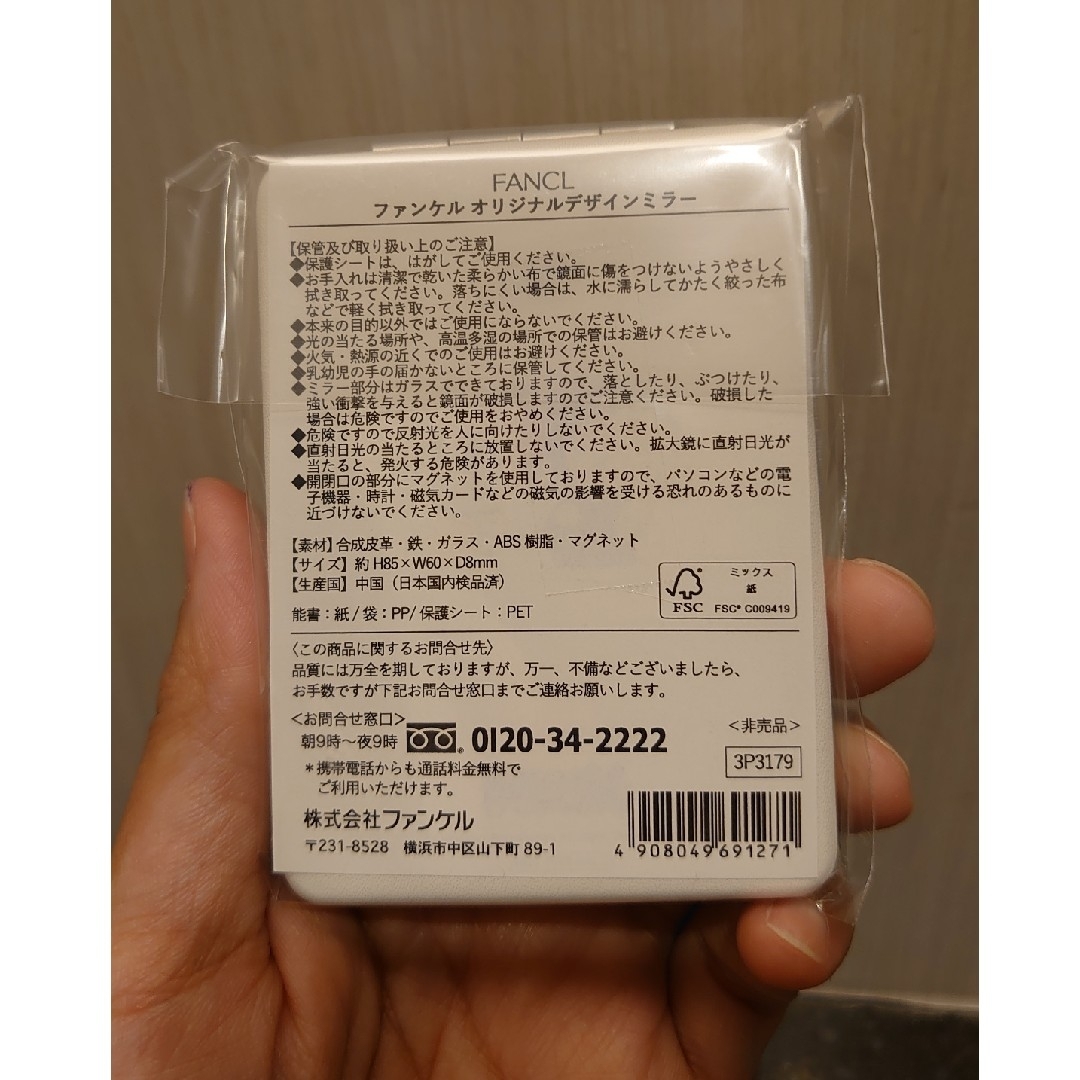 FANCL
ファンケル オリジナルデザインミラー
【保管及び取り扱い上のご注意】
◆保護シートは、はがしてご使用ください。
◆お手入れは清潔で乾いた柔らかい布で鏡面に傷をつけないようやさしく
拭き取ってください。落ちにくい場合は、水に濡らしてかたく絞った布
などで軽く拭き取ってください。
◆本来の目的以外ではご使用にならないでください。
◆光の当たる場所や、高温多湿の場所での保管はお避けください。
◆火気・熱源の近くでのご使用はお避けください。
◆乳幼児の手の届かないところに保管してください。
◆ミラー部分はガラスでできておりますので、落としたり、ぶつけたり、
強い衝撃を与えると鏡面が破損しますのでご注意ください。破損した
場合は危険ですのでご使用をおやめください。
◆危険ですので反射光を人に向けたりしないでください。
◆直射日光の当たるところに放置しないでください。拡大鏡に直射日光が
当たると、発火する危険があります。
◆開閉口の部分にマグネットを使用しておりますので、パソコンなどの電
子機器・時計・磁気カードなどの磁気の影響を受ける恐れのあるものに
近づけないでください。
【素材】合成皮革・鉄・ガラス・ABS樹脂・マグネット
【サイズ】約H85×W60×D8mm
【生産国】中国（日本国内検品済）
能書：紙/袋：PP/保護シート：PET
FSC
ミックス
紙
FSC® C009419
〈この商品に関するお問合せ先〉
品質には万全を期しておりますが、万一、不備などございましたら、
お手数ですが下記お問合せ窓口までご連絡お願いします。
＜お問合せ窓口＞
朝9時～夜9時 0120-34-2222
＊携帯電話からも通話料金無料で
ご利用いただけます。
＜非売品＞
3P3179
株式会社ファンケル
〒231-8528 横浜市中区山下町89-1
4 908049 691271